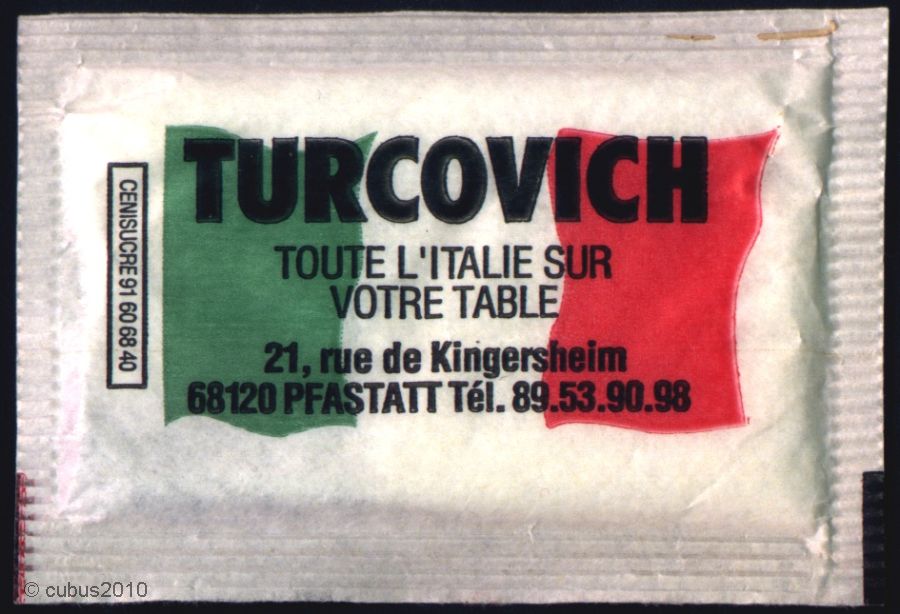 TURCOVICH
TOUTE L'ITALIE SUR
VOTRE TABLE
21, rue de Kingersheim
68120 PFASTATT Tél. 89.53.90.98
CENISUCRE 91 60 68 40
© cubus2010